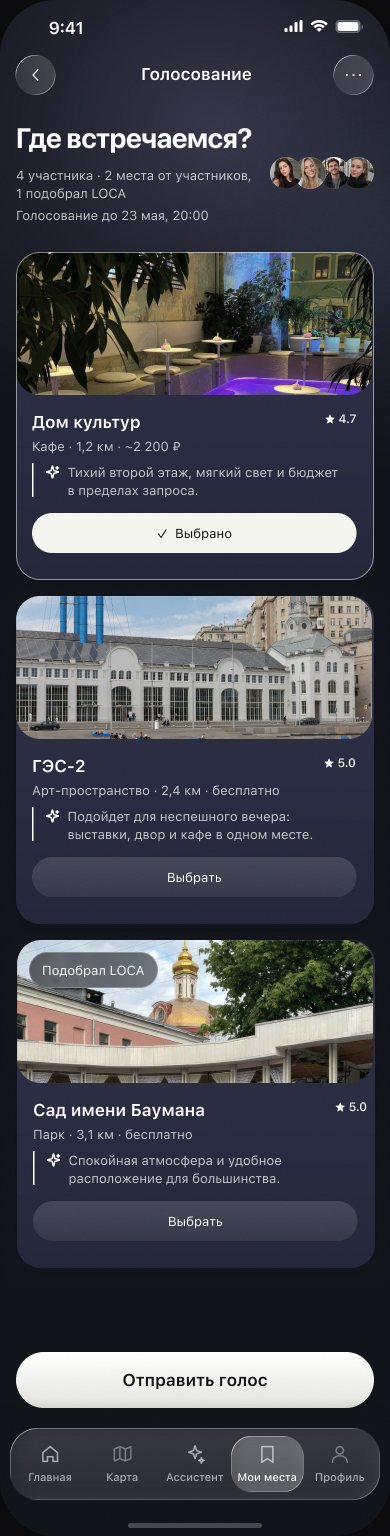 9:41
Голосование
Где встречаемся?
4 участника · 2 места от участников,
1 подобрал LOCA
Голосование до 23 мая, 20:00
Дом культур
★ 4.7
Кафе · 1,2 км · ~2 200 ₽
Тихий второй этаж, мягкий свет и бюджет
в пределах запроса.
✓ Выбрано
ГЭС-2
★ 5.0
Арт-пространство · 2,4 км · бесплатно
Подойдет для неспешного вечера:
выставки, двор и кафе в одном месте.
Выбрать
Подобрал LOCA
Сад имени Баумана
★ 5.0
Парк · 3,1 км · бесплатно
Спокойная атмосфера и удобное
расположение для большинства.
Выбрать
Отправить голос
Главная
Карта
Ассистент
Мои места
Профиль